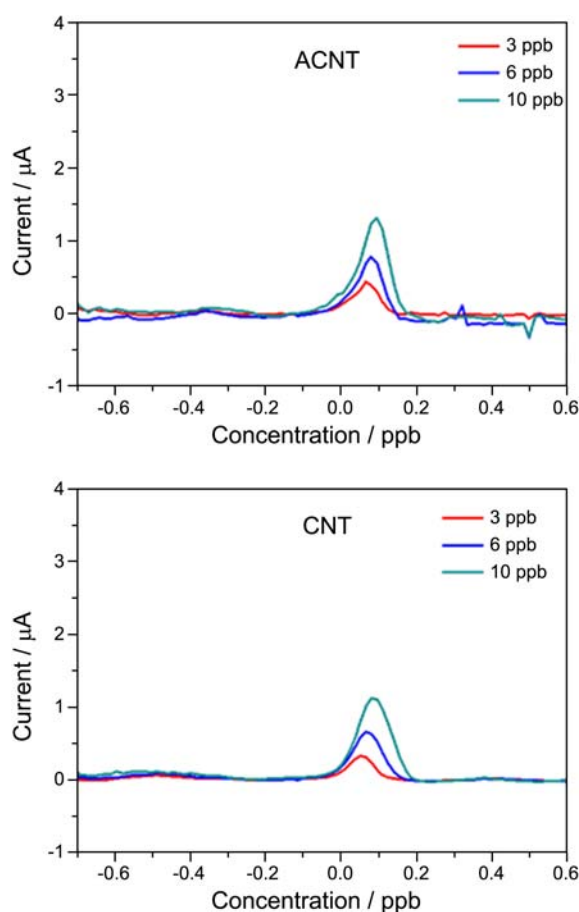 4
ACNT
3 ppb
6 ppb
10 ppb
3
2
1
0
-1
Current / μA
-0.6
-0.4
-0.2
0.0
0.2
0.4
0.6
Concentration / ppb
4
CNT
3 ppb
6 ppb
10 ppb
3
2
1
0
-1
Current / μA
-0.6
-0.4
-0.2
0.0
0.2
0.4
0.6
Concentration / ppb